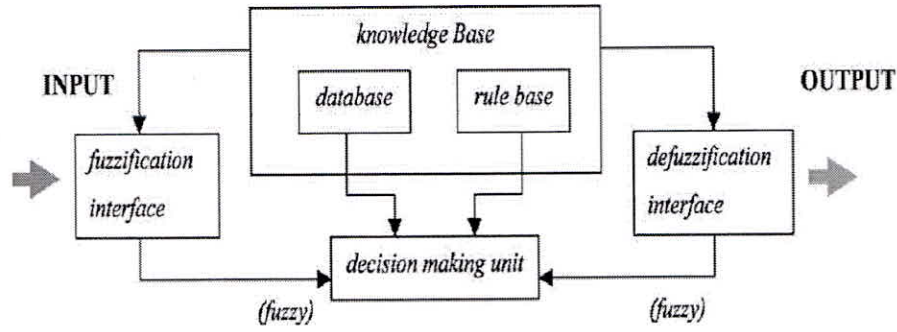 knowledge Base
INPUT
OUTPUT
database
rule base
fuzzification
interface
defuzzification
interface
decision making unit
(fuzzy)
(fuzzy)